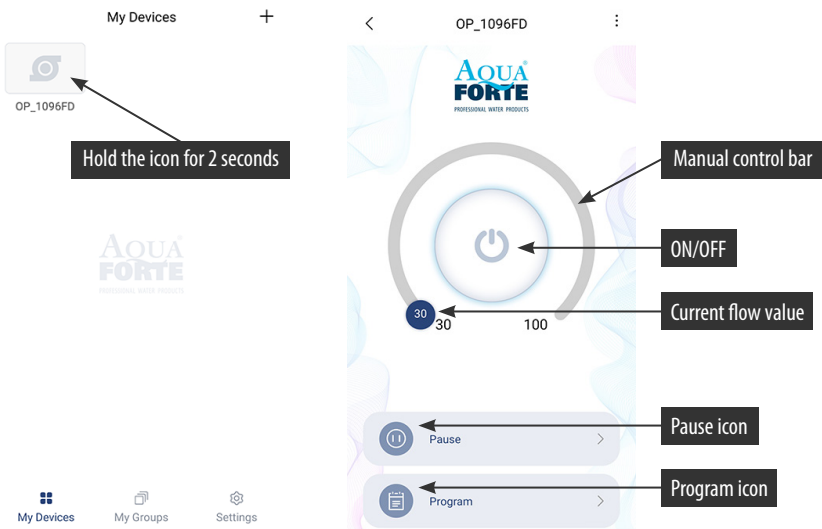 My Devices
+
OP_1096FD
Hold the icon for 2 seconds
AQUA
FORTE
PROFESSIONAL WATER PRODUCTS
My Devices
My Groups
Settings
OP_1096FD
AQUA
FORTE
PROFESSIONAL WATER PRODUCTS
Manual control bar
ON/OFF
Current flow value
30
30
100
Pause
Pause icon
Program
Program icon